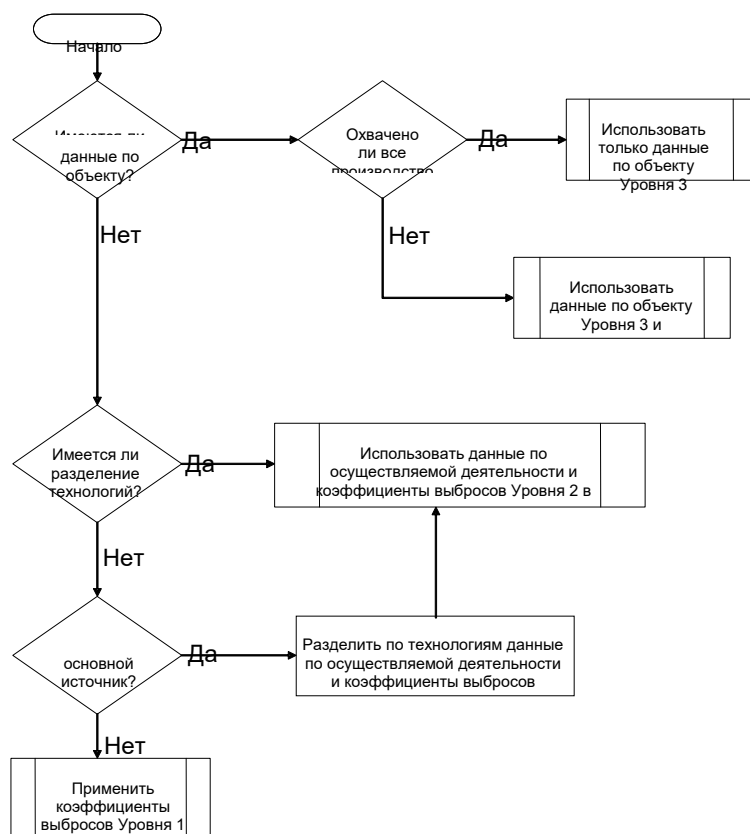 Начало
Имеются ли
данные по
объекту?
Да
Охвачено
ли все
производство
Да
Использовать
только данные
по объекту
Уровня 3
Нет
Нет
Использовать
данные по объекту
Уровня 3 и
Имеется ли
разделение
технологий?
Да
Использовать данные по
осуществляемой деятельности и
коэффициенты выбросов Уровня 2 в
Нет
основной
источник?
Да
Разделить по технологиям данные
по осуществляемой деятельности
и коэффициенты выбросов
Нет
Применить
коэффициенты
выбросов Уровня 1